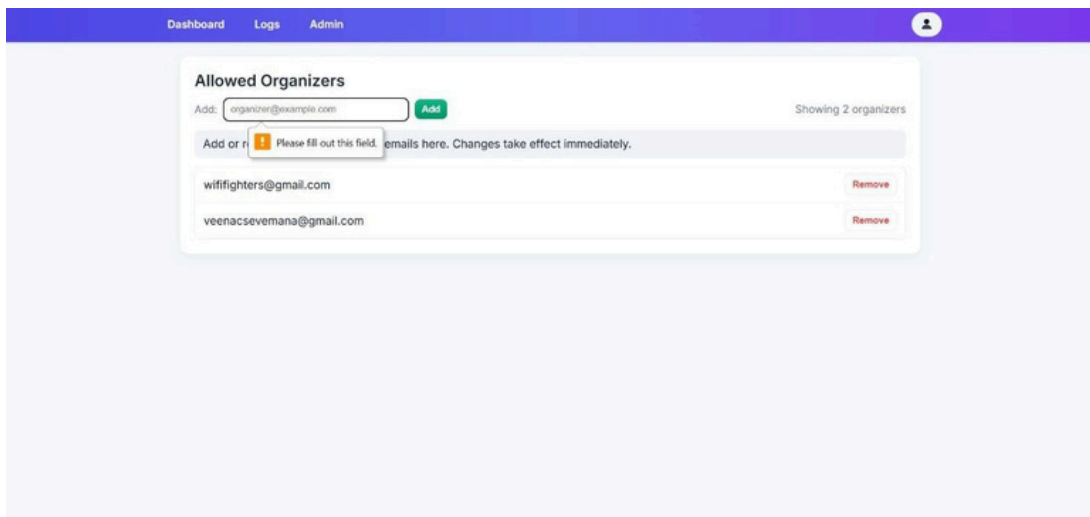 Dashboard Logs Admin
Allowed Organizers
Add: organizer@example.com Add Showing 2 organizers
Please fill out this field.
Add or r emails here. Changes take effect immediately.
wififighters@gmail.com Remove
veenacsevemana@gmail.com Remove